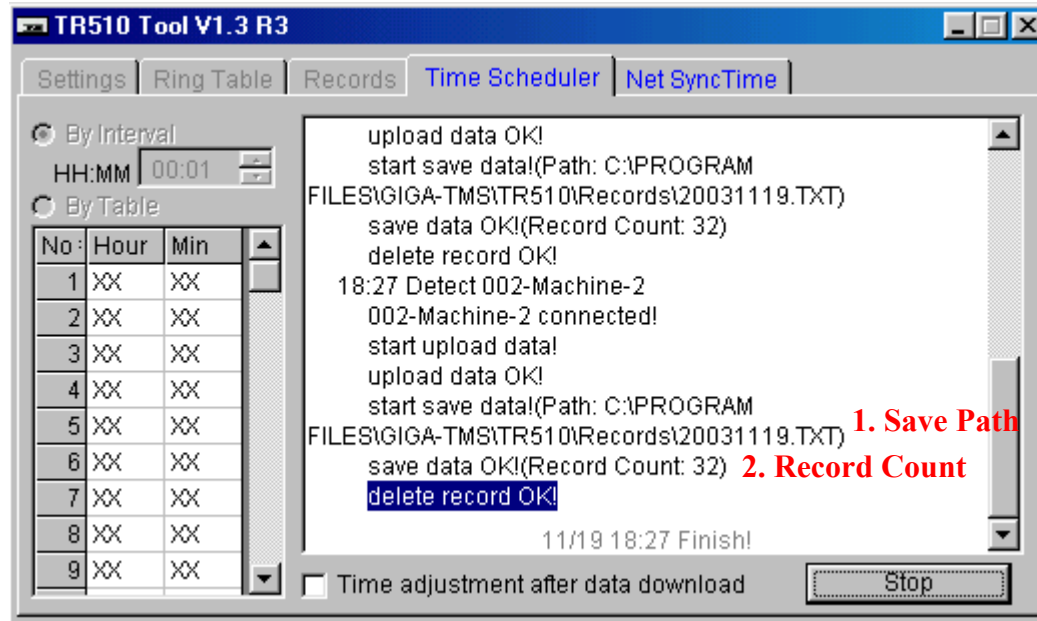 TR510 Tool V1.3 R3
Settings Ring Table Records Time Scheduler Net SyncTime
By Interval
HH:MM 00:01
By Table
No: Hour Min
1 XX XX
2 XX XX
3 XX XX
4 XX XX
5 XX XX
6 XX XX
7 XX XX
8 XX XX
9 XX XX
upload data OK!
start save data!(Path: C:\PROGRAM
FILES\GIGA-TMS\TR510\Records\20031119.TXT)
save data OK!(Record Count: 32)
delete record OK!
18:27 Detect 002-Machine-2
002-Machine-2 connected!
start upload data!
upload data OK!
start save data!(Path: C:\PROGRAM
FILES\GIGA-TMS\TR510\Records\20031119.TXT) 1. Save Path
save data OK!(Record Count: 32) 2. Record Count
delete record OK!
11/19 18:27 Finish!
Time adjustment after data download
Stop